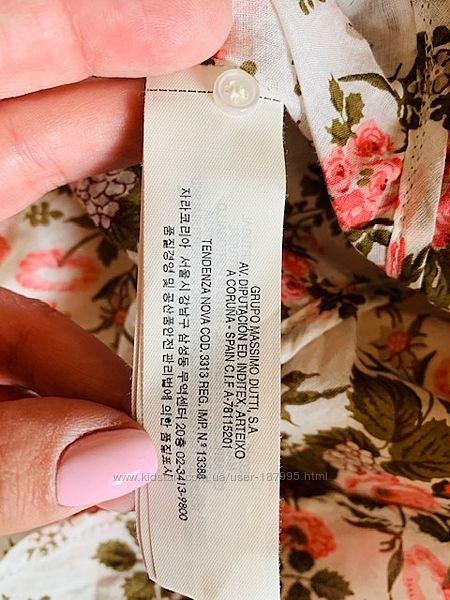 GRUPO MASSIMO DUTTI, S.A
AV. DIPUTACIÓN ED. INDITEX, ARTEIXO
A CORUÑA - SPAIN C.I.F A-78115201
TENDENZA NOVA COD. 3313 REG. IMP. N.º 13388
자라코리아 서울시 강남구 삼성동 무역센터 20층 02-3413-9800
품질경영 및 공산품안전 관리법에 의한 품질표시